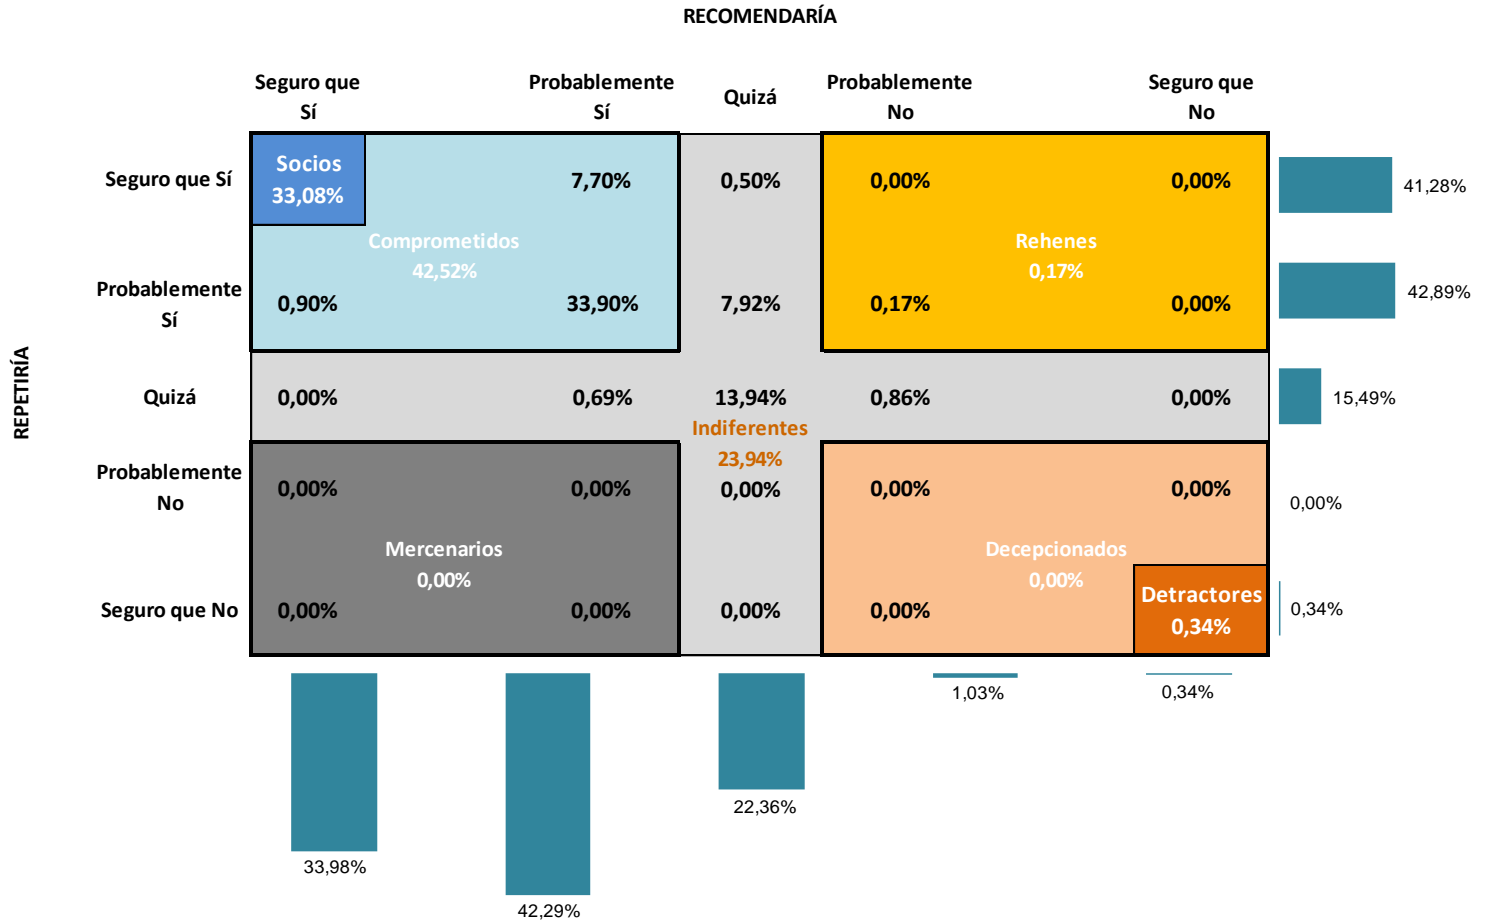 RECOMENDARÍA
Seguro que
Sí
Probablemente
Sí
Quizá
Probablemente
No
Seguro que
No
REPETIRÍA
Seguro que Sí
Socios
33,08%
7,70%
0,50%
0,00%
0,00%
41,28%
Comprometidos
42,52%
Rehenes
0,17%
Probablemente
Sí
0,90%
33,90%
7,92%
0,17%
0,00%
42,89%
Quizá
0,00%
0,69%
13,94%
0,86%
0,00%
15,49%
Indiferentes
23,94%
Probablemente
No
0,00%
0,00%
0,00%
0,00%
0,00%
0,00%
Mercenarios
0,00%
Decepcionados
0,00%
Seguro que No
0,00%
0,00%
0,00%
0,00%
Detractores
0,34%
0,34%
33,98%
42,29%
22,36%
1,03%
0,34%